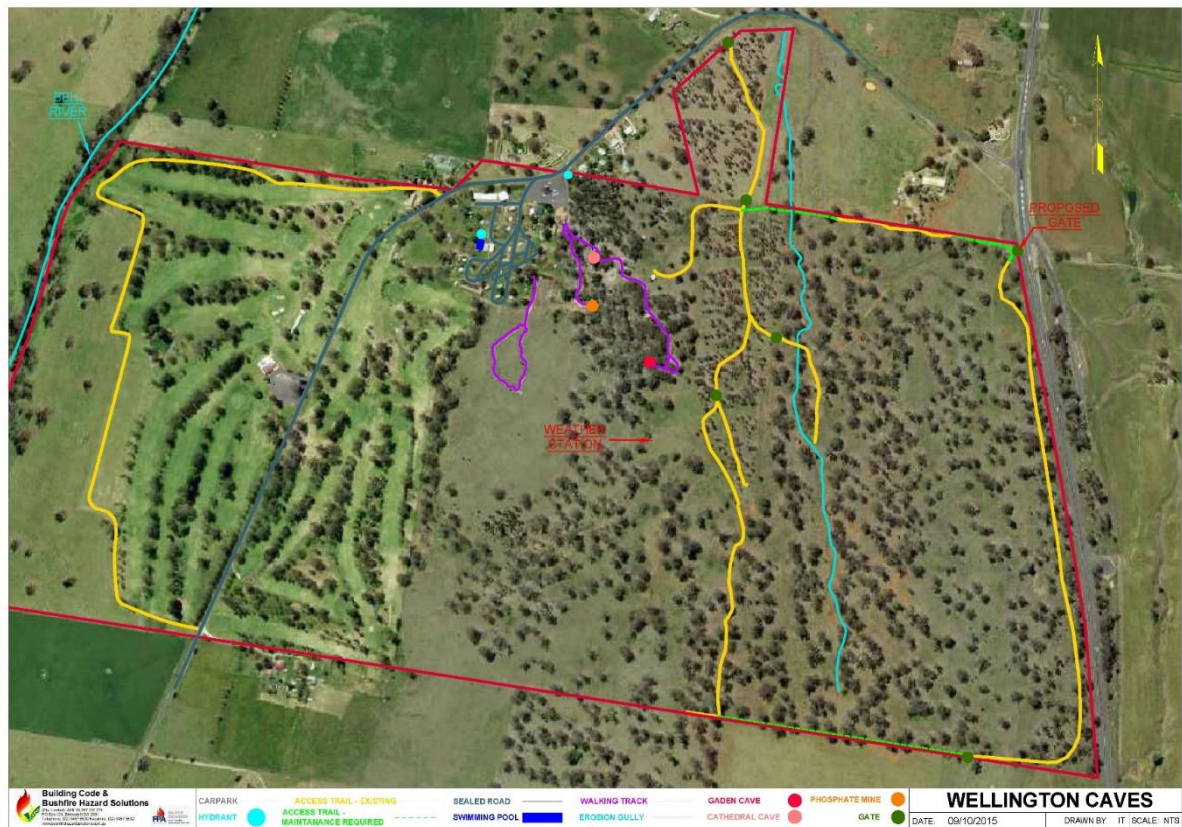 BELL
RIVER
PROPOSED
GATE
WEATHER
STATION
Building Code &
Bushfire Hazard Solutions
CARPARK
ACCESS TRAIL - EXISTING
SEALED ROAD
WALKING TRACK
GADEN CAVE
PHOSPHATE MINE
HYDRANT
ACCESS TRAIL -
MAINTANANCE REQUIRED
SWIMMING POOL
EROSION GULLY
CATHEDRAL CAVE
GATE
WELLINGTON CAVES
DATE: 09/10/2015
DRAWN BY IT
SCALE: NTS